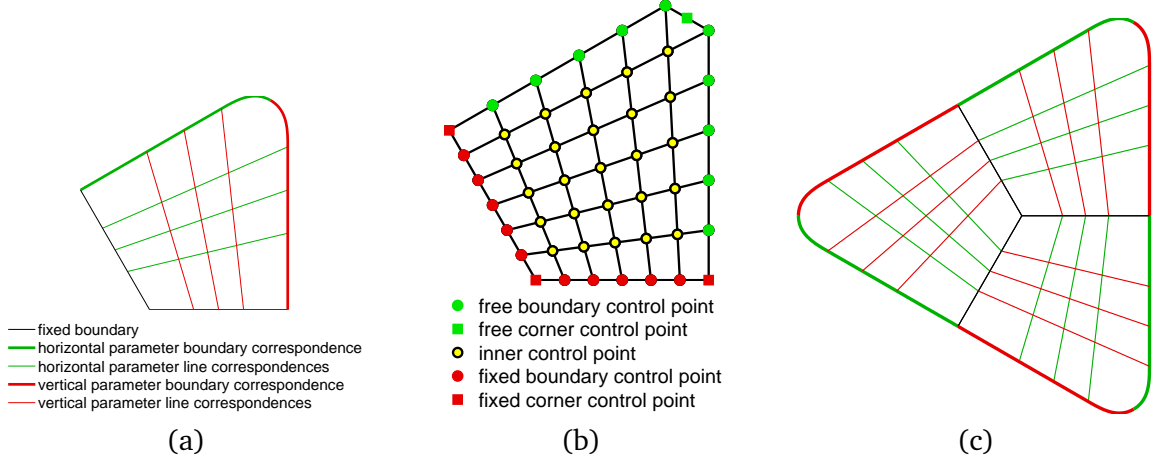 fixed boundary
horizontal parameter boundary correspondence
horizontal parameter line correspondences
vertical parameter boundary correspondence
vertical parameter line correspondences
(a)
free boundary control point
free corner control point
inner control point
fixed boundary control point
fixed corner control point
(b)
(c)